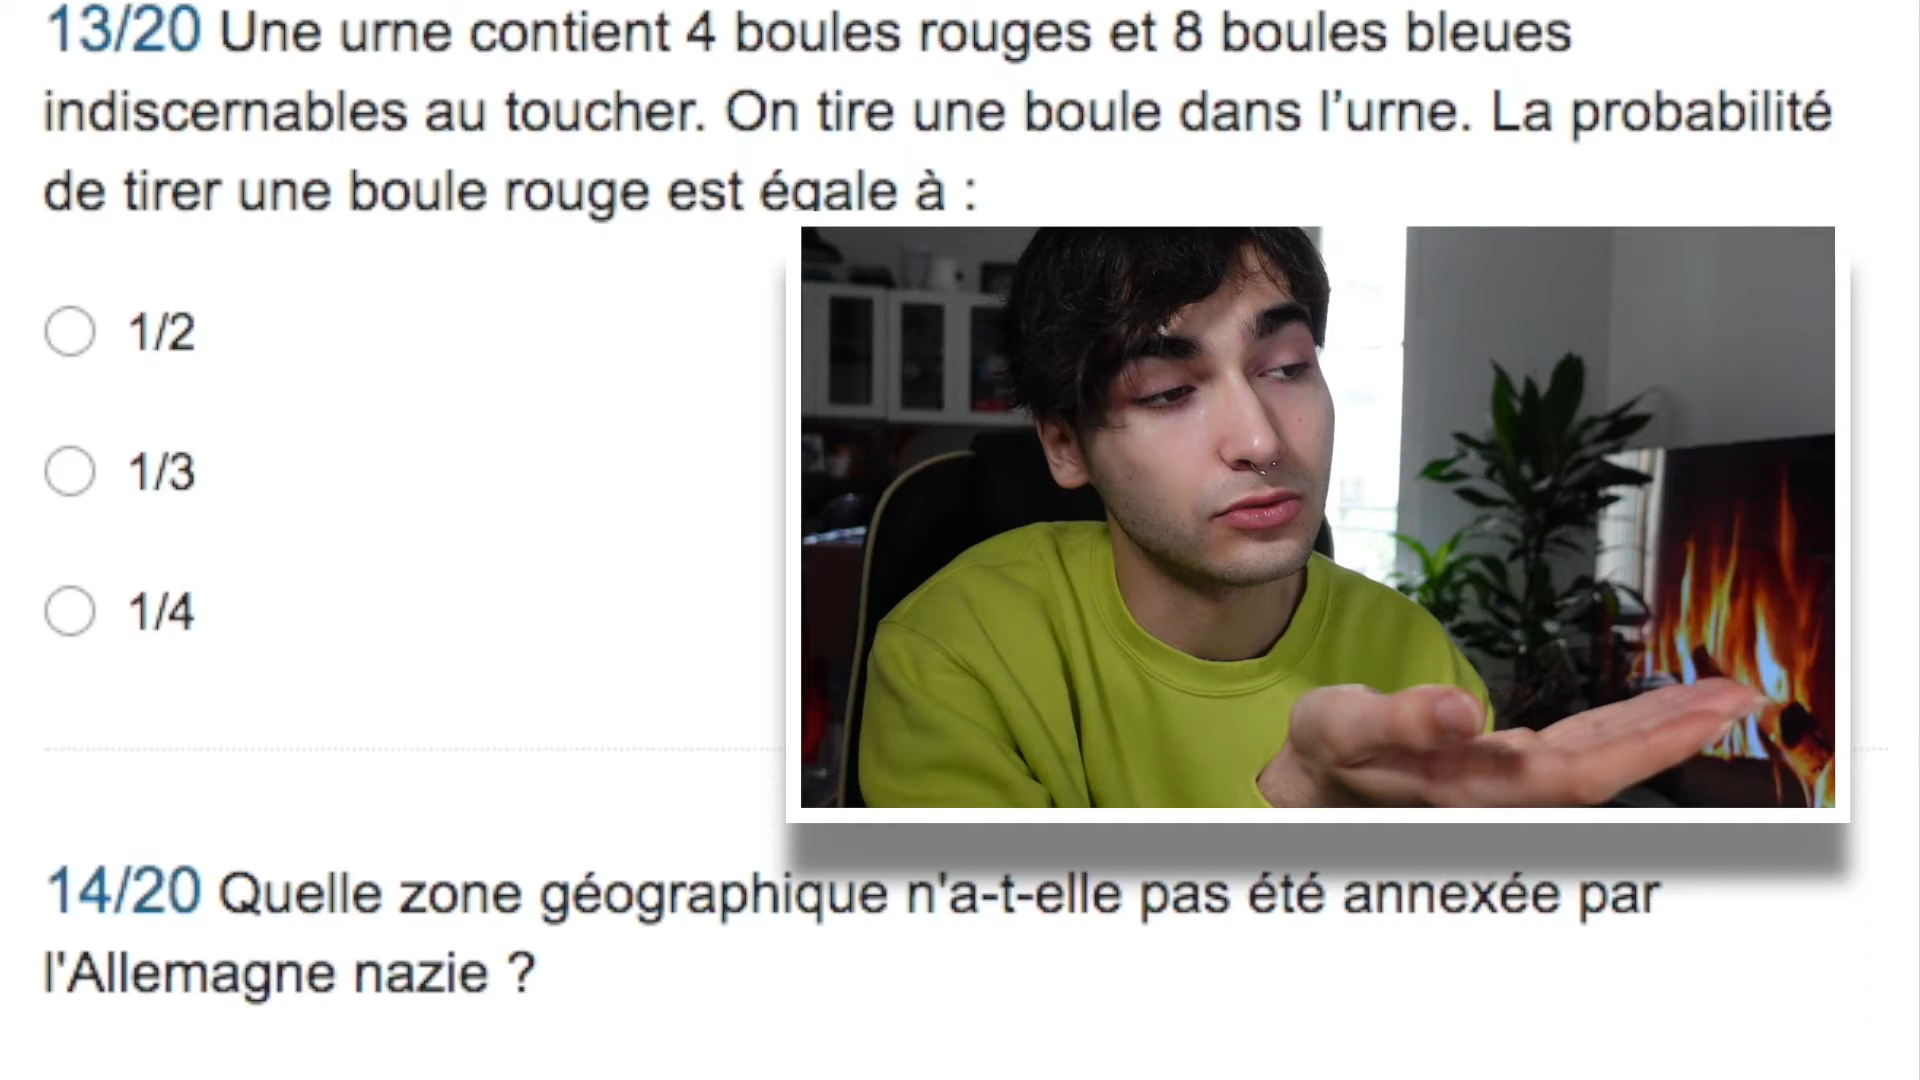 13/20 Une urne contient 4 boules rouges et 8 boules bleues
indiscernables au toucher. On tire une boule dans l’urne. La probabilité
de tirer une boule rouge est égale à :
1/2
1/3
1/4
14/20 Quelle zone géographique n'a-t-elle pas été annexée par
l'Allemagne nazie ?